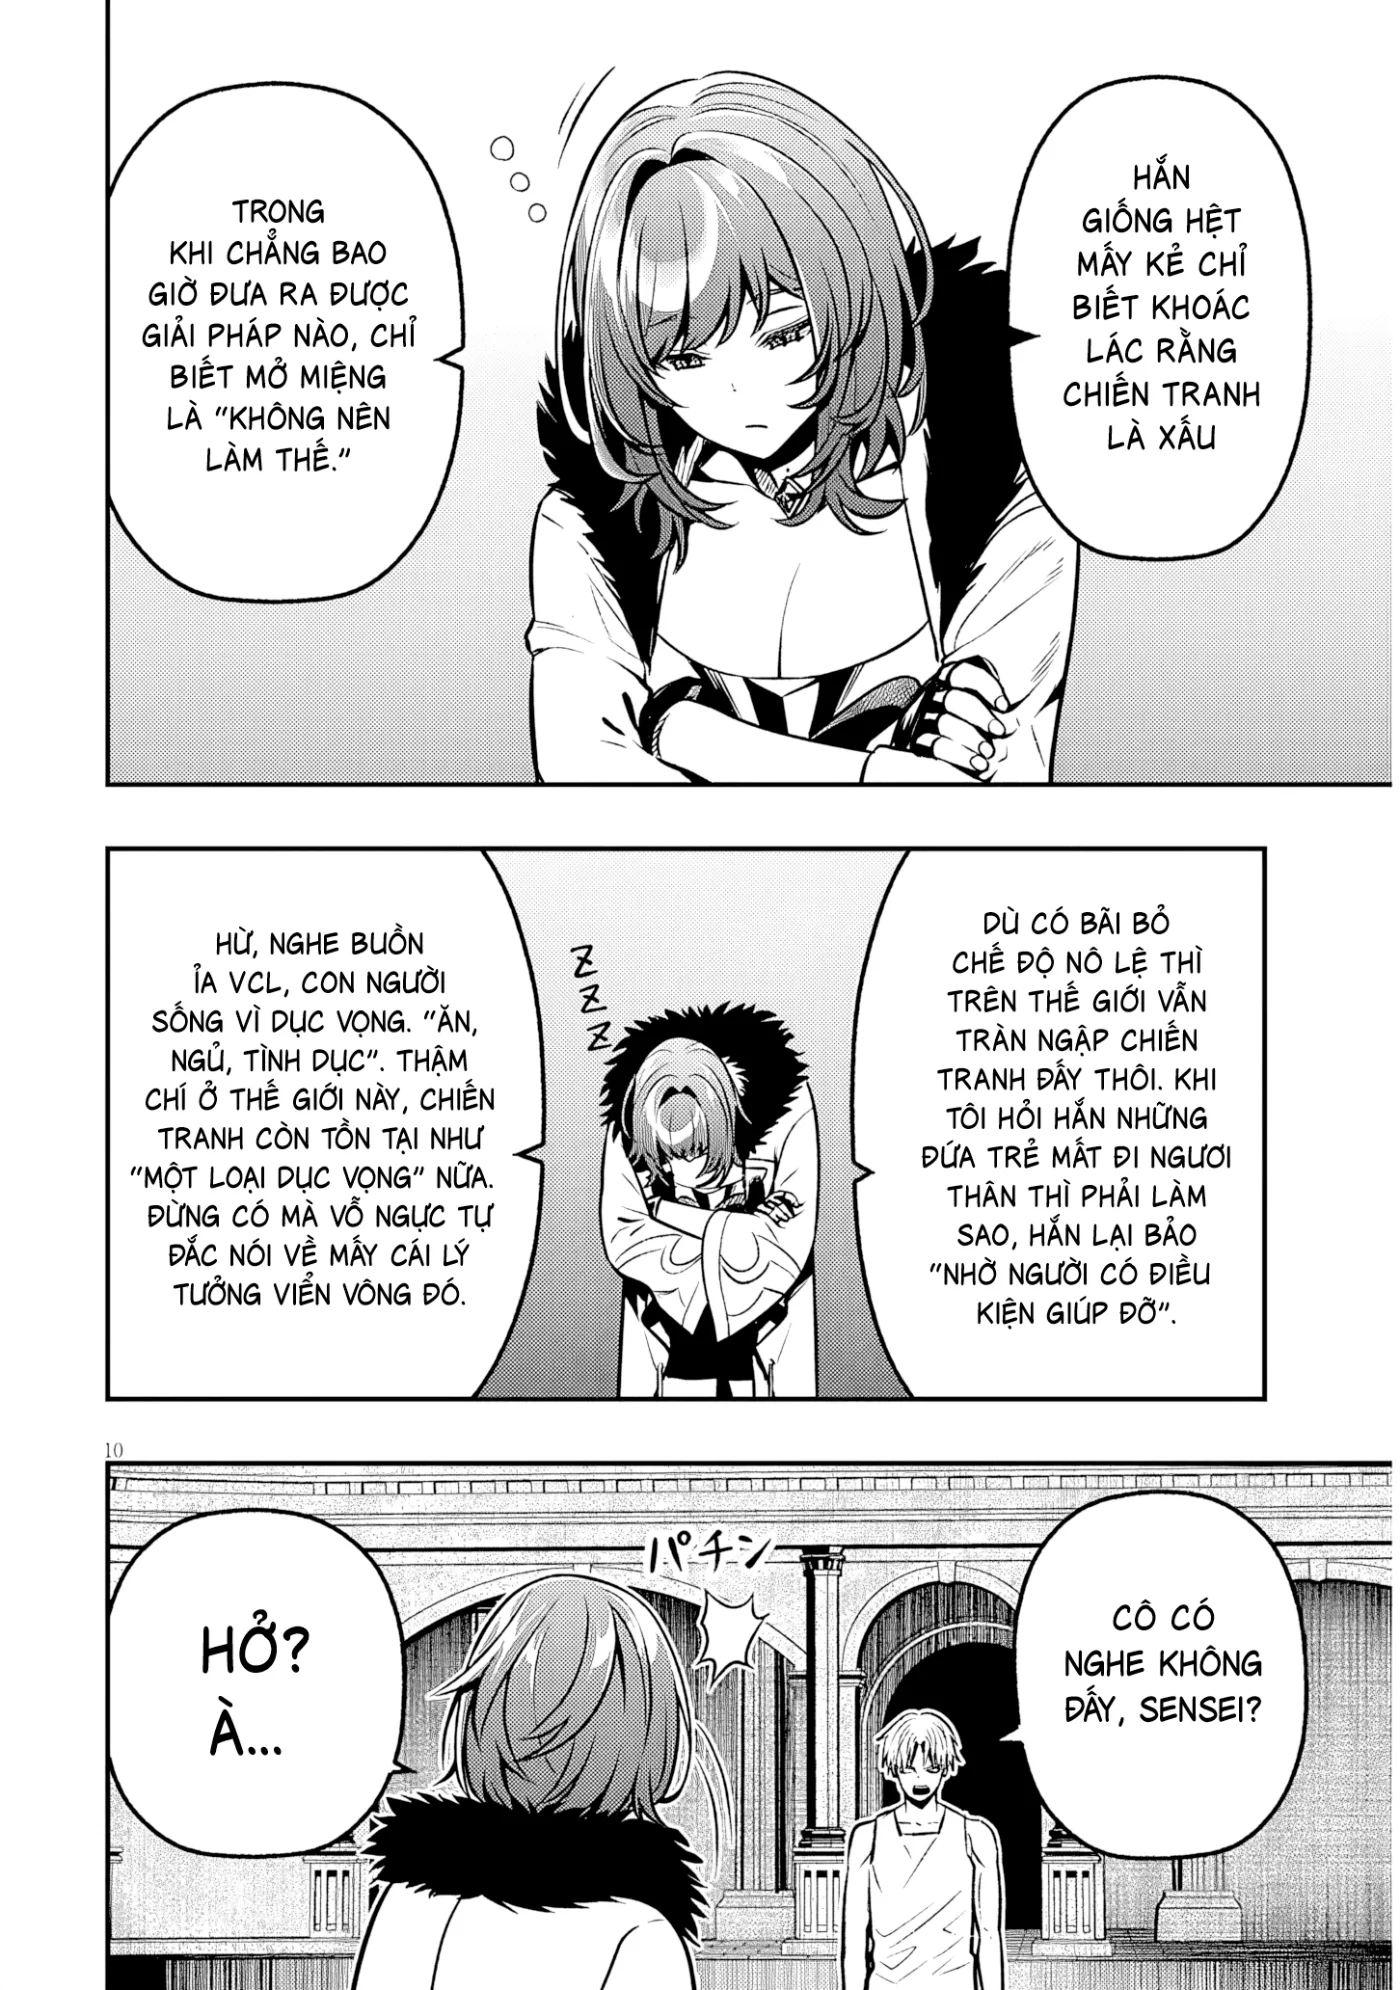 HẮN
GIỐNG HỆT
MẤY KẺ CHỈ
BIẾT KHOÁC
LÁC RẰNG
CHIẾN TRANH
LÀ XẤU
TRONG
KHI CHẲNG BAO
GIỜ ĐƯA RA ĐƯỢC
GIẢI PHÁP NÀO, CHỈ
BIẾT MỞ MIỆNG
LÀ "KHÔNG NÊN
LÀM THẾ."
DÙ CÓ BÃI BỎ
CHẾ ĐỘ NÔ LỆ THÌ
TRÊN THẾ GIỚI VẪN
TRÀN NGẬP CHIẾN
TRANH ĐẤY THÔI. KHI
TÔI HỎI HẮN NHỮNG
ĐỨA TRẺ MẤT ĐI NGƯƠI
THÂN THÌ PHẢI LÀM
SAO, HẮN LẠI BẢO
"NHỜ NGƯỜI CÓ ĐIỀU
KIỆN GIÚP ĐỠ".
Z
Z
Z
HỪ, NGHE BUỒN
ỈA VCL, CON NGƯỜI
SỐNG VÌ DỤC VỌNG. "ĂN,
NGỦ, TÌNH DỤC". THẬM
CHÍ Ở THẾ GIỚI NÀY, CHIẾN
TRANH CÒN TỒN TẠI NHƯ
"MỘT LOẠI DỤC VỌNG" NỮA.
ĐỪNG CÓ MÀ VỖ NGỰC TỰ
ĐẮC NÓI VỀ MẤY CÁI LÝ
TƯỞNG VIỂN VÔNG ĐÓ.
10
CÔ CÓ
NGHE KHÔNG
ĐẤY, SENSEI?
パチン
HỞ?
À...